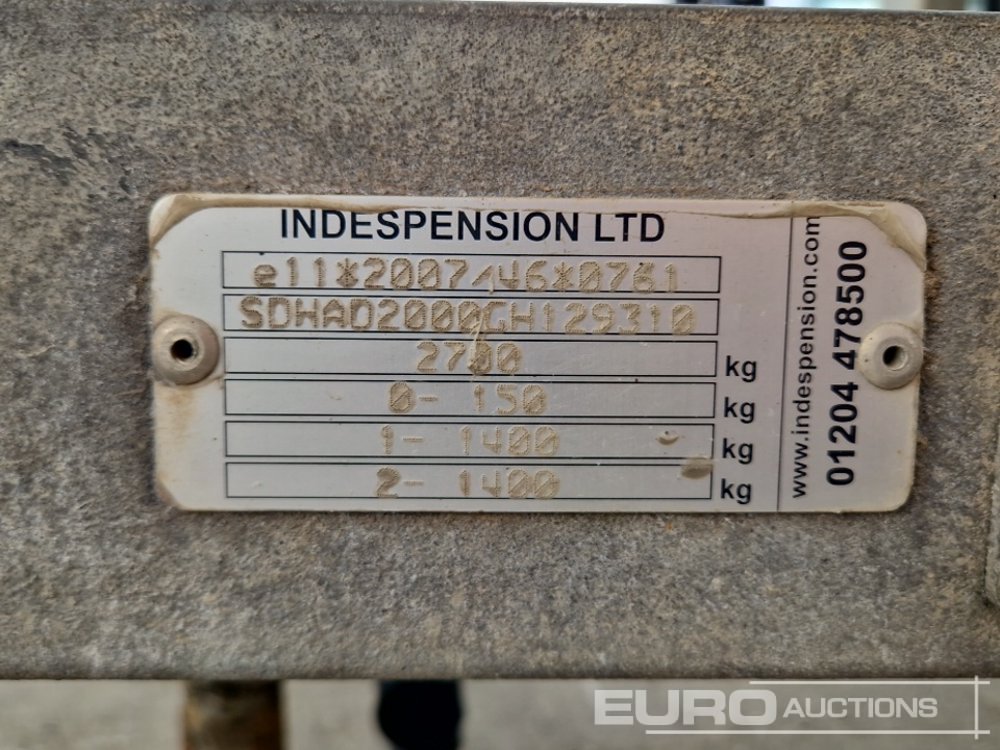 INDESPENSION LTD
e11*2007/46*0761
SDHAD2000GH129310
2700 kg
0- 150 kg
1- 1400 kg
2- 1400 kg
www.indespension.com
01204 478500
EURO AUCTIONS